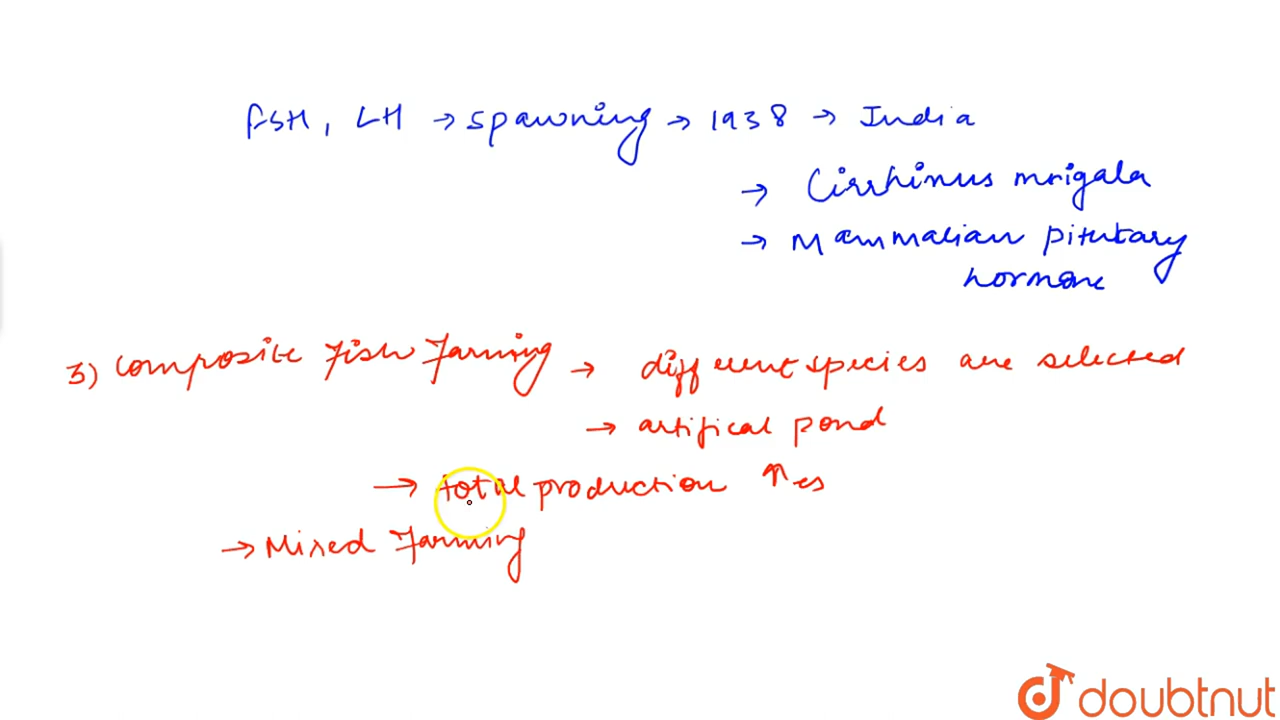 FSH, LH → spawning → 1938 → India
→ Cirrhinus mrigala
→ Mammalian pitutary
hormone
3) Composite Fish Farming → different species are selected
→ artifical pond
→ total production ↑es
→ Mixed Farming
doubtnut